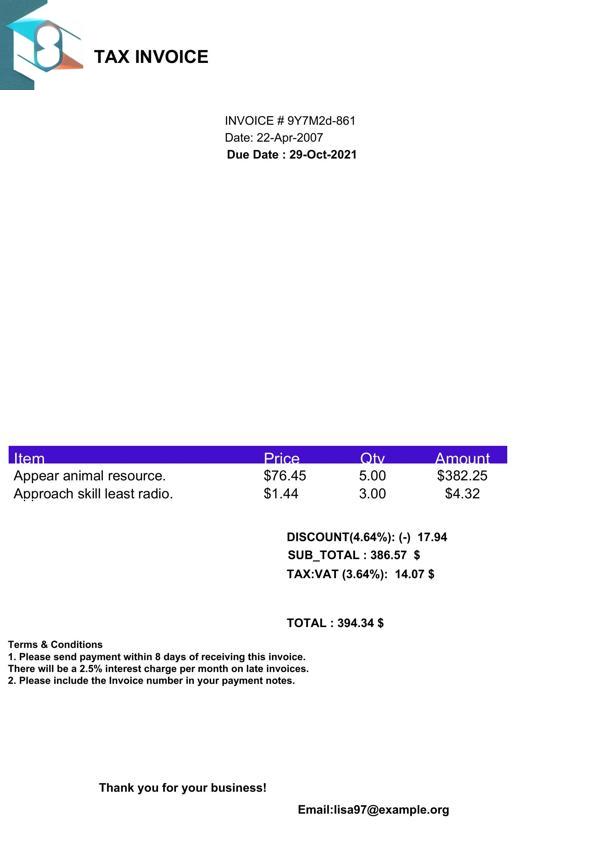 TAX INVOICE
INVOICE # 9Y7M2d-861
Date: 22-Apr-2007
Due Date : 29-Oct-2021
Item Price Qty Amount
Appear animal resource. $76.45 5.00 $382.25
Approach skill least radio. $1.44 3.00 $4.32
DISCOUNT(4.64%): (-) 17.94
SUB_TOTAL : 386.57 $
TAX:VAT (3.64%): 14.07 $
TOTAL : 394.34 $
Terms & Conditions
1. Please send payment within 8 days of receiving this invoice.
There will be a 2.5% interest charge per month on late invoices.
2. Please include the Invoice number in your payment notes.
Thank you for your business!
Email:lisa97@example.org